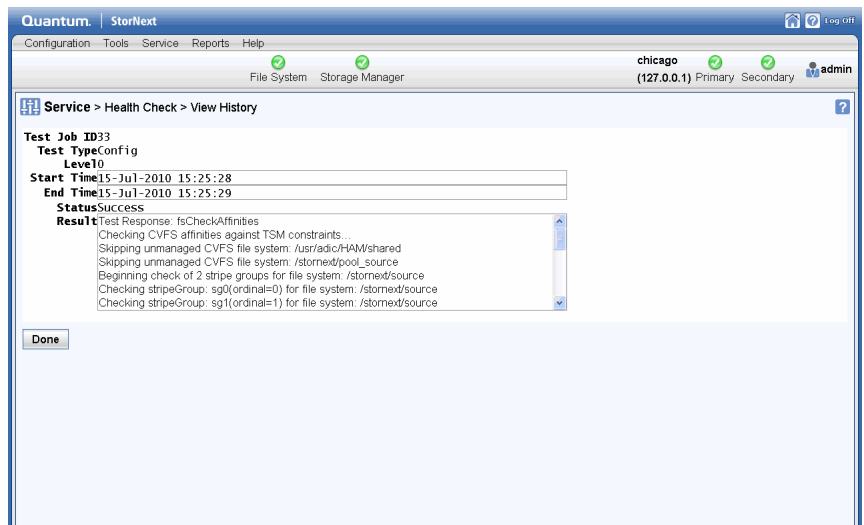 Quantum. | StorNext
Log Off
Configuration Tools Service Reports Help
File System Storage Manager
chicago
(127.0.0.1) Primary Secondary
admin
Service > Health Check > View History
Test Job ID33
Test TypeConfig
Level0
Start Time15-Jul-2010 15:25:28
End Time15-Jul-2010 15:25:29
StatusSuccess
ResultTest Response: fsCheckAffinities
Checking CVFS affinities against TSM constraints...
Skipping unmanaged CVFS file system: /usr/adic/HAM/shared
Skipping unmanaged CVFS file system: /stornext/pool_source
Beginning check of 2 stripe groups for file system: /stornext/source
Checking stripeGroup: sg0(ordinal=0) for file system: /stornext/source
Checking stripeGroup: sg1(ordinal=1) for file system: /stornext/source
Done